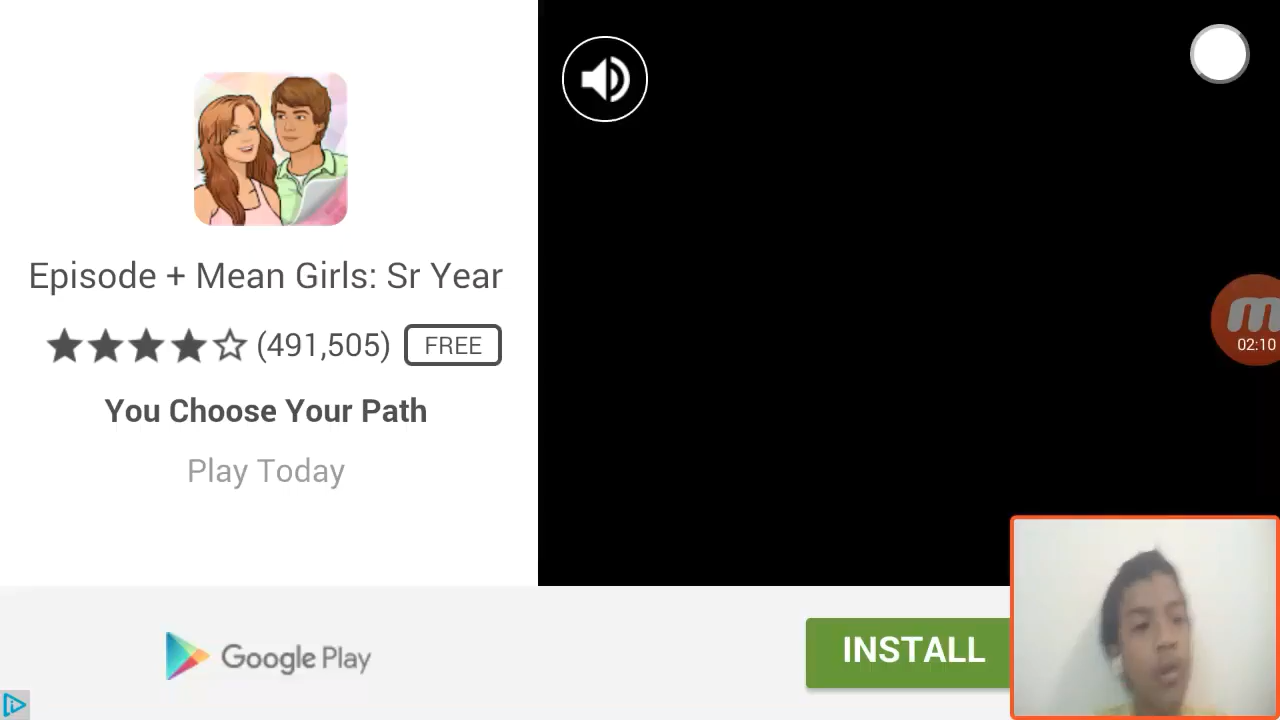 Episode + Mean Girls: Sr Year
(491,505) FREE
You Choose Your Path
Play Today
02:10
Google Play
INSTALL